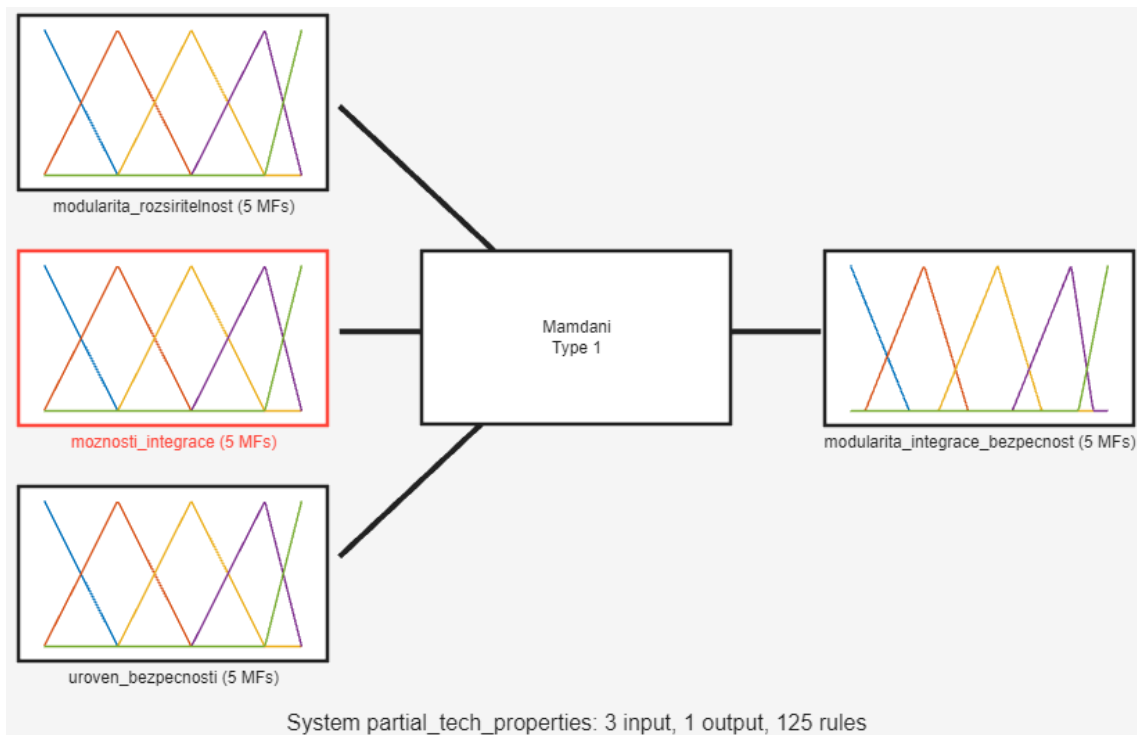 modularita_rozsiritelnost (5 MFs)
moznosti_integrace (5 MFs)
uroven_bezpecnosti (5 MFs)
Mamdani
Type 1
modularita_integrace_bezpecnost (5 MFs)
System partial_tech_properties: 3 input, 1 output, 125 rules